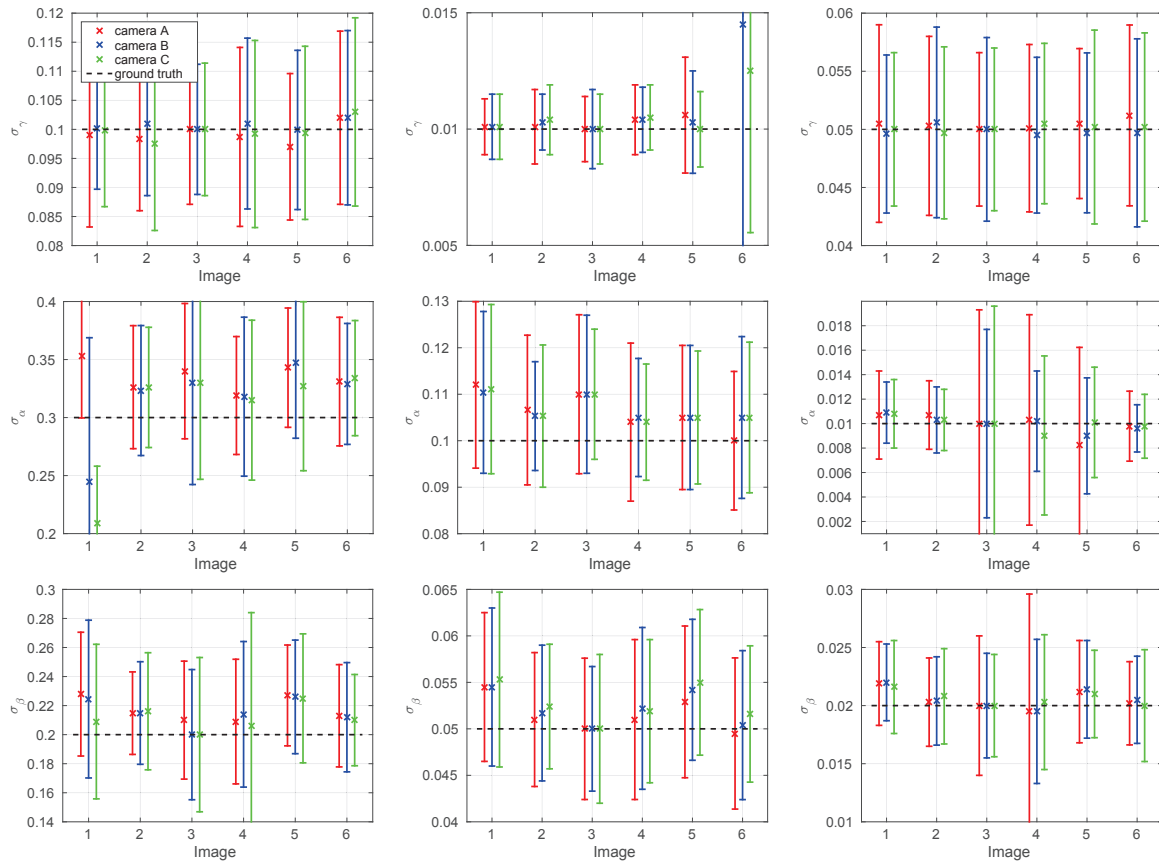 0.12
0.115
0.11
0.105
0.1
0.095
0.09
0.085
0.08
σγ
camera A
camera B
camera C
ground truth
1 2 3 4 5 6
Image
0.015
0.01
0.005
σγ
1 2 3 4 5 6
Image
0.06
0.055
0.05
0.045
0.04
σγ
1 2 3 4 5 6
Image
0.4
0.35
0.3
0.25
0.2
σα
1 2 3 4 5 6
Image
0.13
0.12
0.11
0.1
0.09
0.08
σα
1 2 3 4 5 6
Image
0.018
0.016
0.014
0.012
0.01
0.008
0.006
0.004
0.002
σα
1 2 3 4 5 6
Image
0.3
0.28
0.26
0.24
0.22
0.2
0.18
0.16
0.14
σβ
1 2 3 4 5 6
Image
0.065
0.06
0.055
0.05
0.045
0.04
σβ
1 2 3 4 5 6
Image
0.03
0.025
0.02
0.015
0.01
σβ
1 2 3 4 5 6
Image